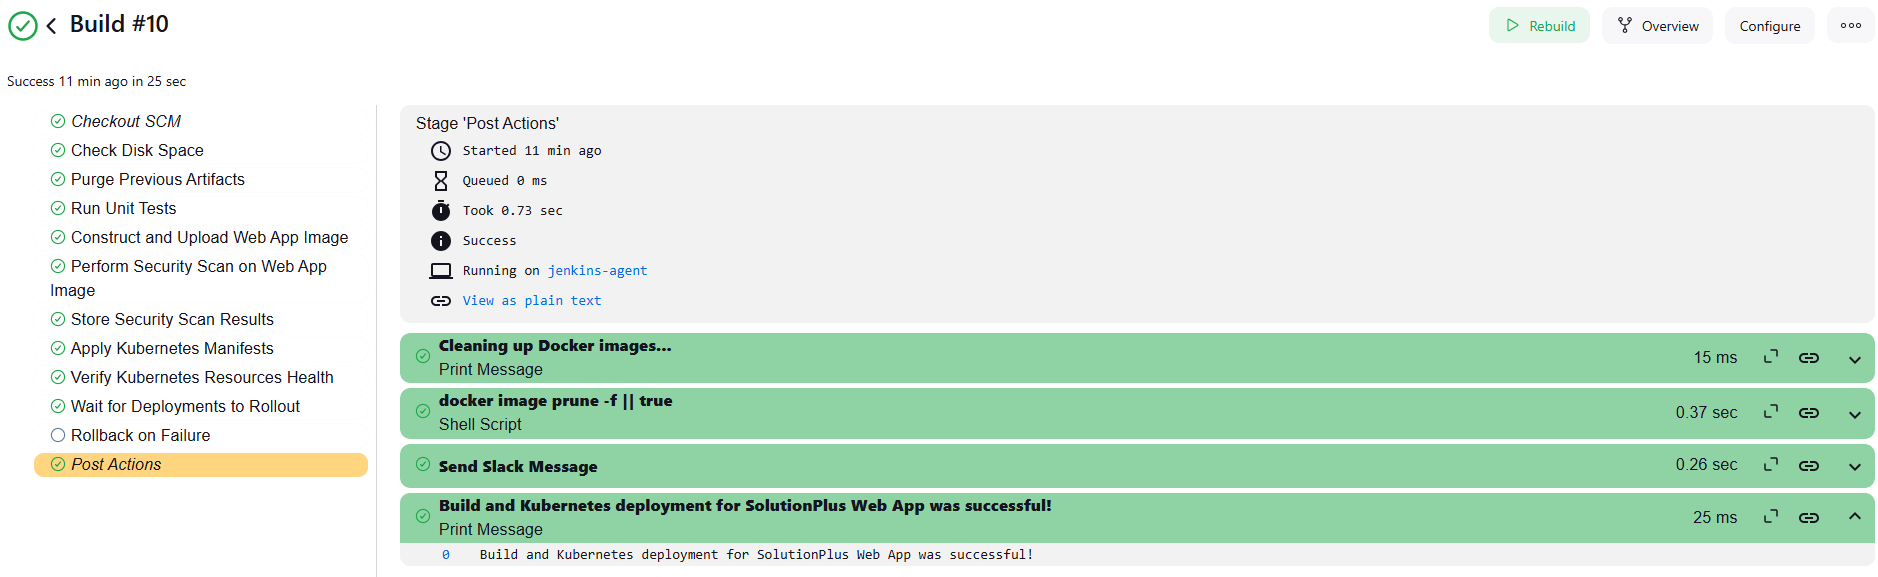 Build #10
Rebuild
Overview
Configure
Success 11 min ago in 25 sec
Checkout SCM
Check Disk Space
Purge Previous Artifacts
Run Unit Tests
Construct and Upload Web App Image
Perform Security Scan on Web App
Image
Store Security Scan Results
Apply Kubernetes Manifests
Verify Kubernetes Resources Health
Wait for Deployments to Rollout
Rollback on Failure
Post Actions
Stage 'Post Actions'
Started 11 min ago
Queued 0 ms
Took 0.73 sec
Success
Running on jenkins-agent
View as plain text
Cleaning up Docker images...
Print Message
15 ms
docker image prune -f || true
Shell Script
0.37 sec
Send Slack Message
0.26 sec
Build and Kubernetes deployment for SolutionPlus Web App was successful!
Print Message
25 ms
0 Build and Kubernetes deployment for SolutionPlus Web App was successful!